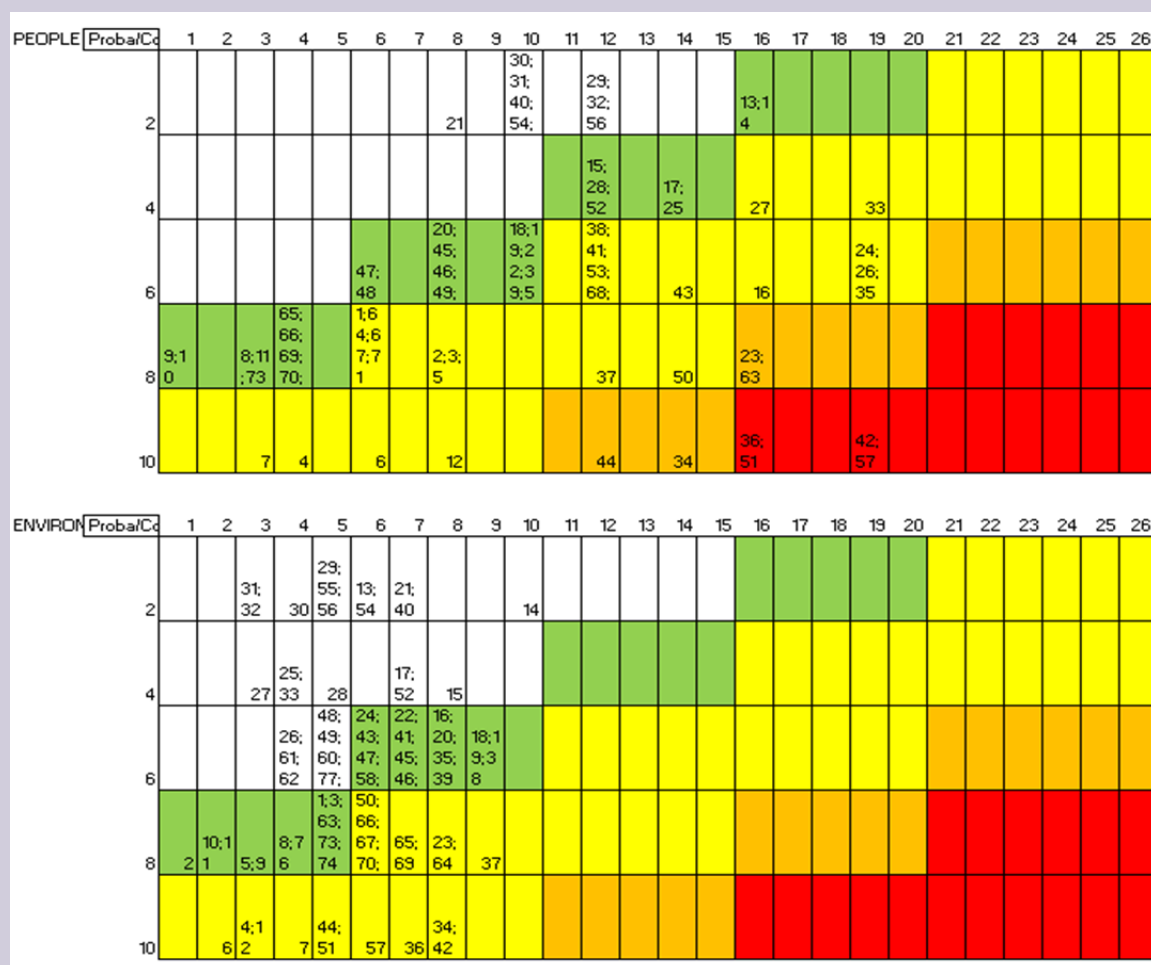 PEOPLE Proba/Co 1 2 3 4 5 6 7 8 9 10 11 12 13 14 15 16 17 18 19 20 21 22 23 24 25 26
30;
31; 29;
40; 32; 13;1
2 21 54; 56 4
15;
28; 17;
4 52 25 27 33
20; 18;1 38;
45; 9;2 41; 24;
47; 46; 2;3 53; 26;
6 48 49; 9;5 68; 43 16 35
65; 1;6
66; 4;6
9;1 8;11 69; 7;7 2;3; 23;
8 0 ;73 70; 1 5 37 50 63
36; 42;
10 7 4 6 12 44 34 51 57
ENVIRON Proba/Co 1 2 3 4 5 6 7 8 9 10 11 12 13 14 15 16 17 18 19 20 21 22 23 24 25 26
29;
31; 55; 13; 21;
2 32 30 56 54 40 14
25; 17;
4 27 33 28 52 15
48; 24; 22; 16;
26; 49; 43; 41; 20; 18;1
61; 60; 47; 45; 35; 9;3
6 62 77; 58; 46; 39 8
1;3; 50;
63; 66;
10;1 8;7 73; 67; 65; 23;
8 2 1 5;9 6 74 70; 69 64 37
4;1 44; 34;
10 6 2 7 51 57 36 42